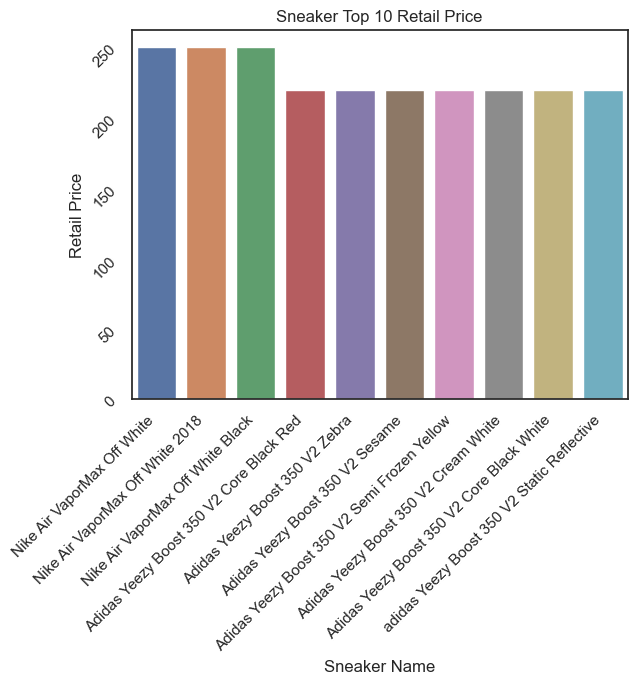 Sneaker Top 10 Retail Price
Retail Price
250
200
150
100
50
0
Nike Air VaporMax Off White
Nike Air VaporMax Off White 2018
Nike Air VaporMax Off White Black
Adidas Yeezy Boost 350 V2 Core Black Red
Adidas Yeezy Boost 350 V2 Zebra
Adidas Yeezy Boost 350 V2 Sesame
Adidas Yeezy Boost 350 V2 Semi Frozen Yellow
Adidas Yeezy Boost 350 V2 Cream White
Adidas Yeezy Boost 350 V2 Core Black White
adidas Yeezy Boost 350 V2 Static Reflective
Sneaker Name